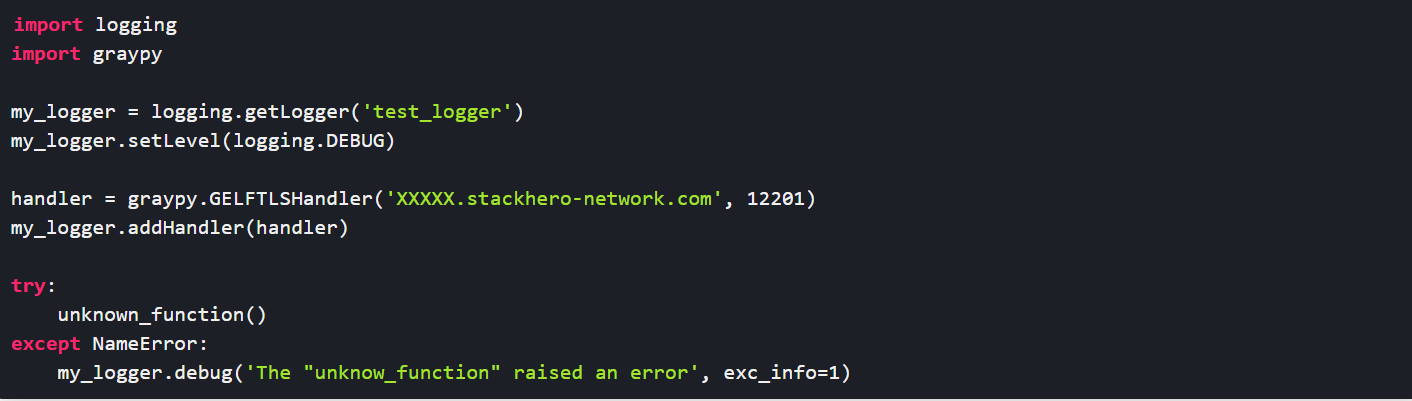 import logging
import graypy
my_logger = logging.getLogger('test_logger')
my_logger.setLevel(logging.DEBUG)
handler = graypy.GELFTLSHandler('XXXXX.stackhero-network.com', 12201)
my_logger.addHandler(handler)
try:
    unknown_function()
except NameError:
    my_logger.debug('The "unknow_function" raised an error', exc_info=1)